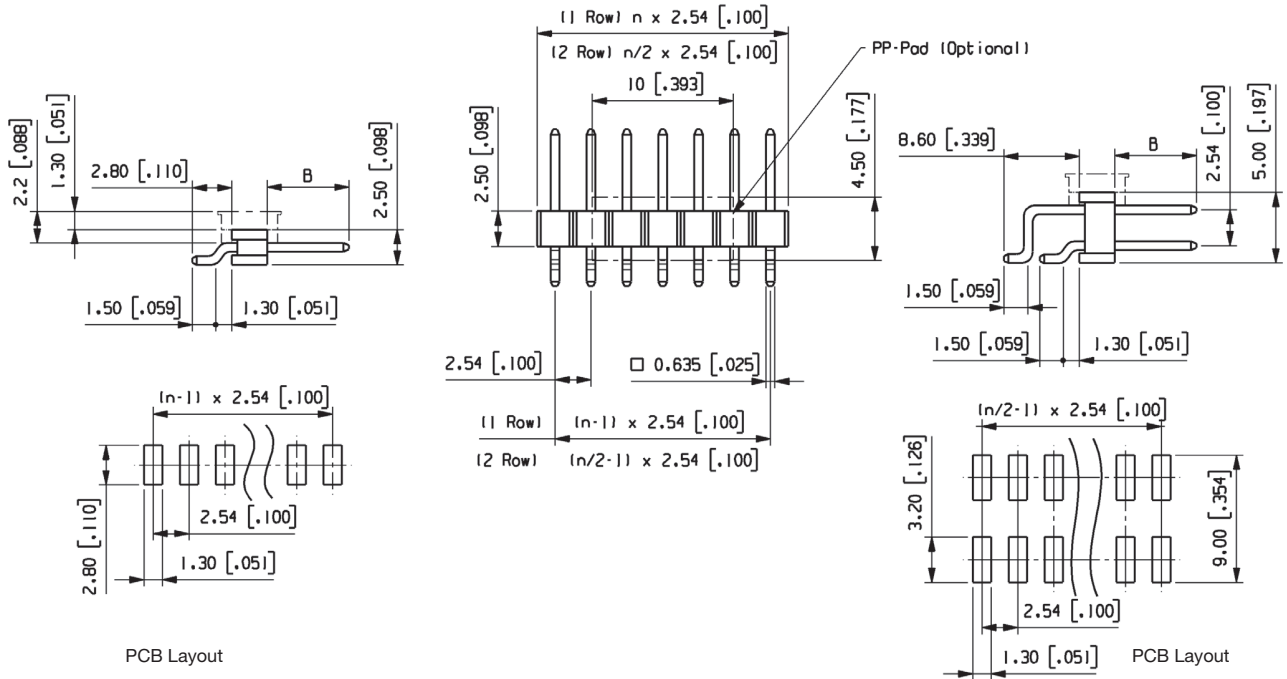 (1 Row) n x 2.54 [.100]
(2 Row) n/2 x 2.54 [.100]
PP-Pad (Optional)
10 [.393]
2.2 [.088]
1.30 [.051]
2.80 [.110]
B
2.50 [.098]
1.50 [.059]
1.30 [.051]
2.50 [.098]
4.50 [.177]
8.60 [.339]
B
2.54 [.100]
5.00 [.197]
1.50 [.059]
1.50 [.059]
1.30 [.051]
2.54 [.100]
□ 0.635 [.025]
(1 Row) (n-1) x 2.54 [.100]
(2 Row) (n/2-1) x 2.54 [.100]
(n-1) x 2.54 [.100]
2.80 [.110]
2.54 [.100]
1.30 [.051]
PCB Layout
(n/2-1) x 2.54 [.100]
3.20 [.126]
9.00 [.354]
2.54 [.100]
1.30 [.051]
PCB Layout